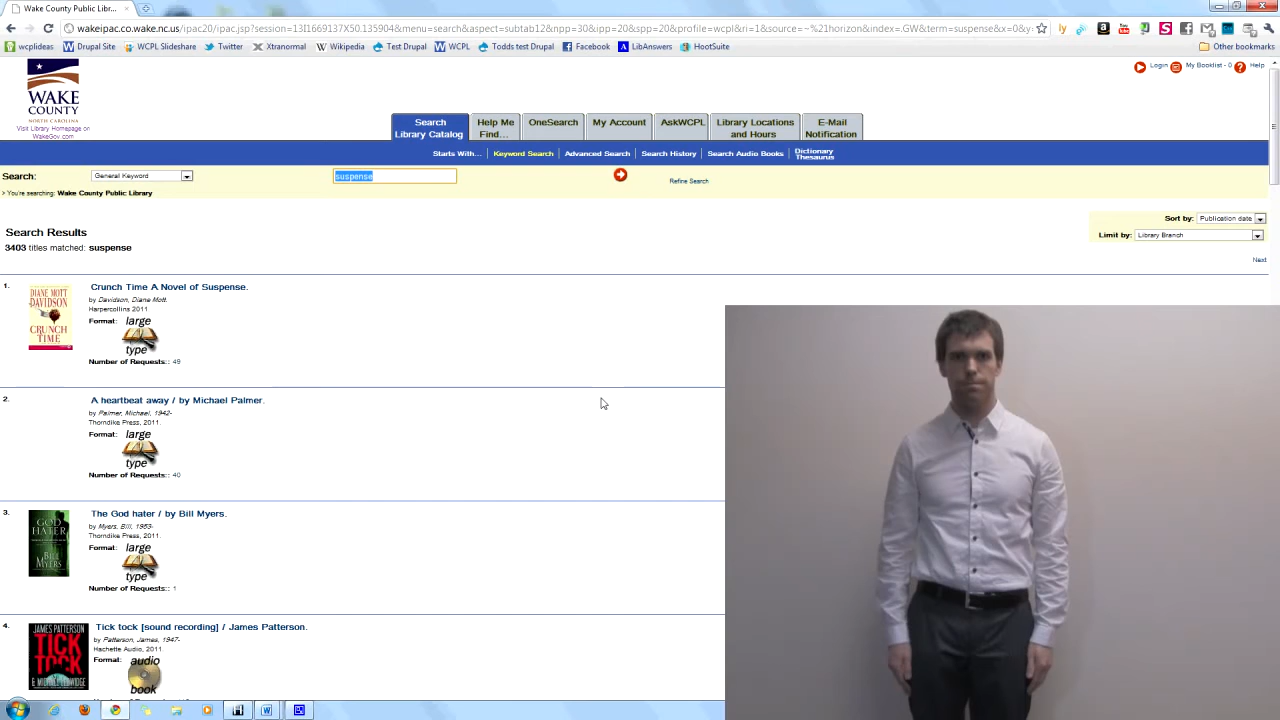 Wake County Public Libr...
wakeipac.co.wake.nc.us/ipac20/ipac.jsp?session=13I1669137X50.135904&menu=search&aspect=subtab12&npp=30&ipp=20&spp=20&profile=wcpl&ri=1&source=~%21horizon&index=.GW&term=suspense&x=0&y
wcplideas Drupal Site WCPL Slideshare Twitter Xtranormal Wikipedia Test Drupal WCPL Todds test Drupal Facebook LibAnswers HootSuite Other bookmarks
WAKE
COUNTY
NORTH CAROLINA
Visit Library Homepage on
WakeGov.com
Login My Booklist - 0 Help
Search
Library Catalog
Help Me
Find...
OneSearch
My Account
AskWCPL
Library Locations
and Hours
E-Mail
Notification
Starts With... Keyword Search Advanced Search Search History Search Audio Books Dictionary
Thesaurus
Search: General Keyword suspense Refine Search
> You're searching: Wake County Public Library
Sort by: Publication date
Limit by: Library Branch
Search Results
3403 titles matched: suspense
Next
1. Crunch Time A Novel of Suspense.
by Davidson, Diane Mott.
Harpercollins 2011
Format: large
type
Number of Requests:: 49
DIANE MOTT
DAVIDSON
CRUNCH
TIME
2. A heartbeat away / by Michael Palmer.
by Palmer, Michael, 1942-
Thorndike Press, 2011.
Format: large
type
Number of Requests:: 40
3. The God hater / by Bill Myers.
by Myers, Bill, 1953-
Thorndike Press, 2011.
Format: large
type
Number of Requests:: 1
GOD
HATER
BILL
MYERS
4. Tick tock [sound recording] / James Patterson.
by Patterson, James, 1947-
Hachette Audio, 2011.
Format: audio
book
JAMES PATTERSON
TICK
TOCK
& MICHAEL LEDWIDGE